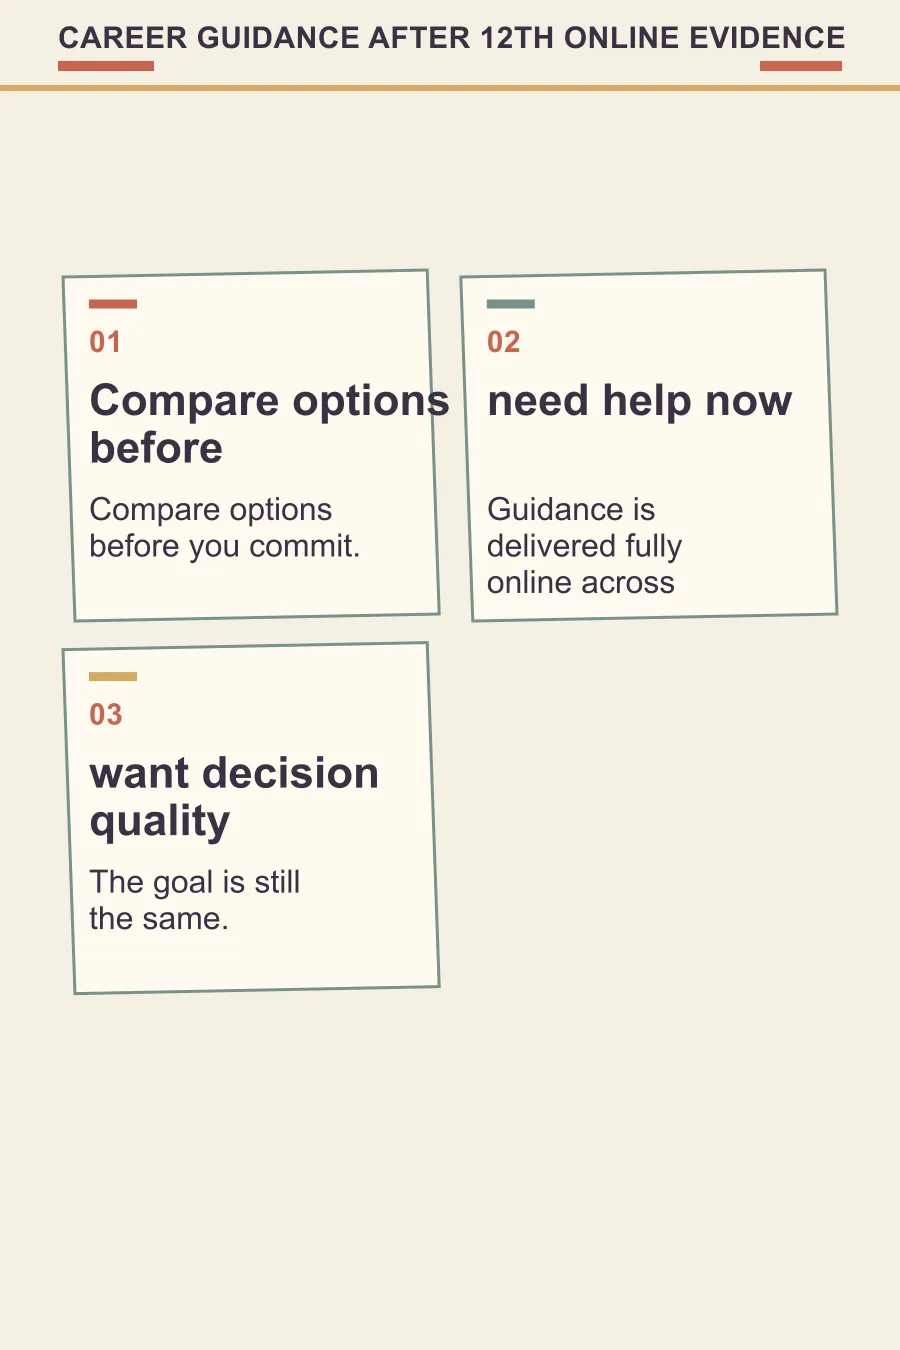 CAREER GUIDANCE AFTER 12TH ONLINE EVIDENCE
01
Compare options
before
Compare options
before you commit.
02
need help now
Guidance is
delivered fully
online across
03
want decision
quality
The goal is still
the same.